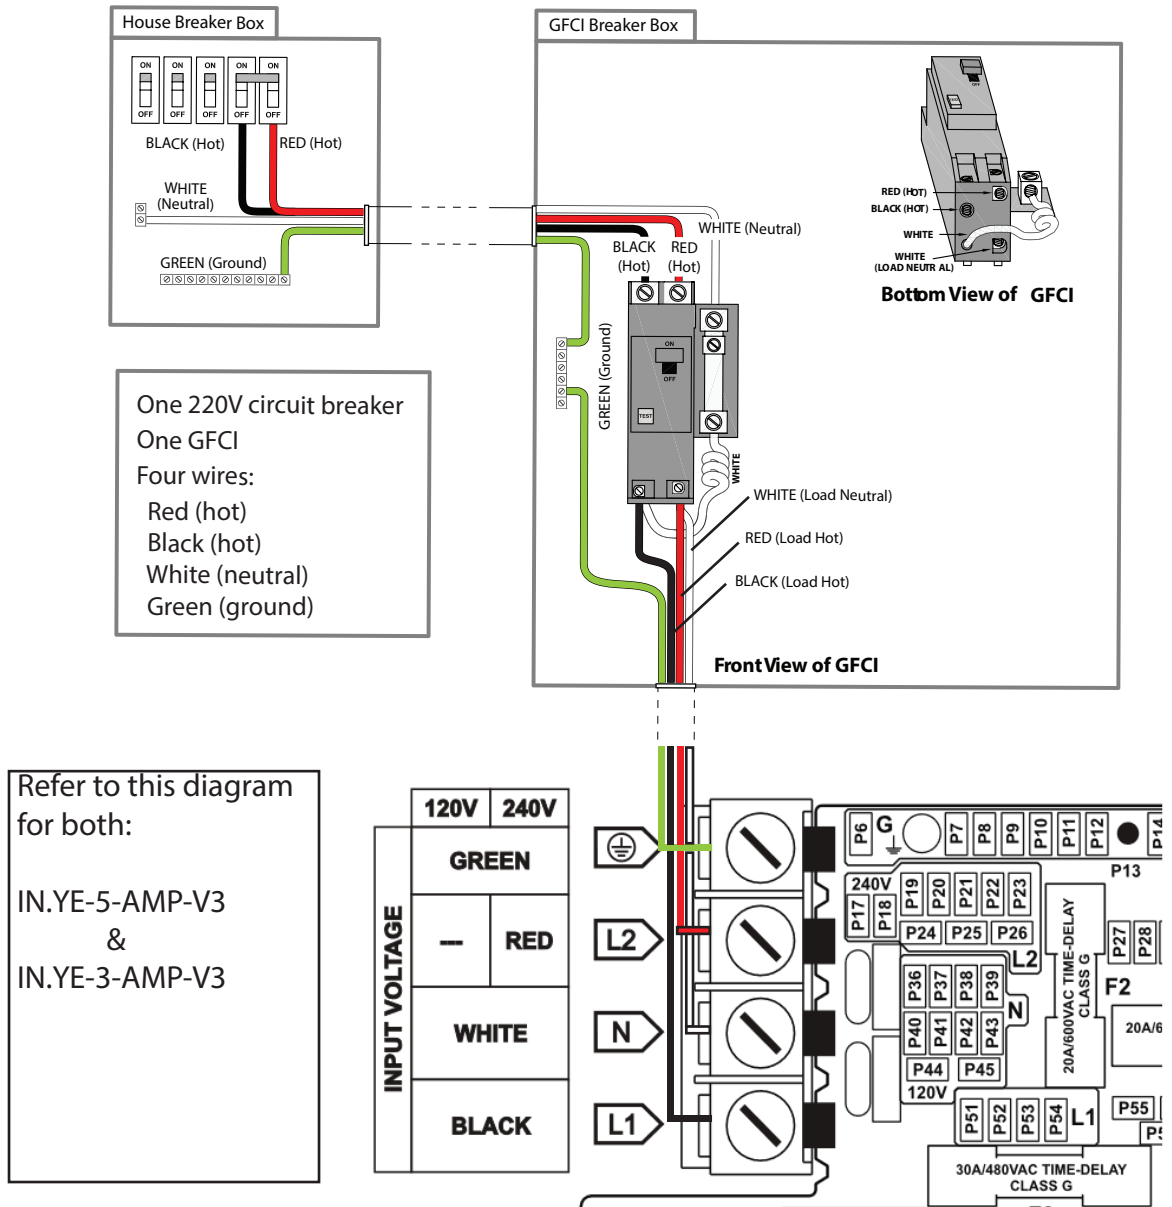 House Breaker Box
ON ON ON ON ON
OFF OFF OFF OFF OFF
BLACK (Hot)
RED (Hot)
WHITE
(Neutral)
GREEN (Ground)
GFCI Breaker Box
WHITE (Neutral)
BLACK
(Hot)
RED
(Hot)
GREEN (Ground)
ON
OFF
TEST
WHITE
WHITE (Load Neutral)
RED (Load Hot)
BLACK (Load Hot)
Front View of GFCI
OFF
TEST
RED (HOT)
BLACK (HOT)
WHITE
WHITE
(LOAD NEUTR AL)
Bottom View of GFCI
One 220V circuit breaker
One GFCI
Four wires:
Red (hot)
Black (hot)
White (neutral)
Green (ground)
Refer to this diagram
for both:
IN.YE-5-AMP-V3
&
IN.YE-3-AMP-V3
120V 240V
INPUT VOLTAGE
GREEN
--- RED
WHITE
BLACK
L2
N
L1
P6 G P7 P8 P9 P10 P11 P12 P14
P13
240V
P17 P18 P19 P20 P21 P22 P23
P24 P25 P26
L2
P36 P37 P38 P39
N
P40 P41 P42 P43
P44 P45
120V
P51 P52 P53 P54 L1
20A/600VAC TIME-DELAY
CLASS G
P27 P28
F2
20A/6
P55
30A/480VAC TIME-DELAY
CLASS G